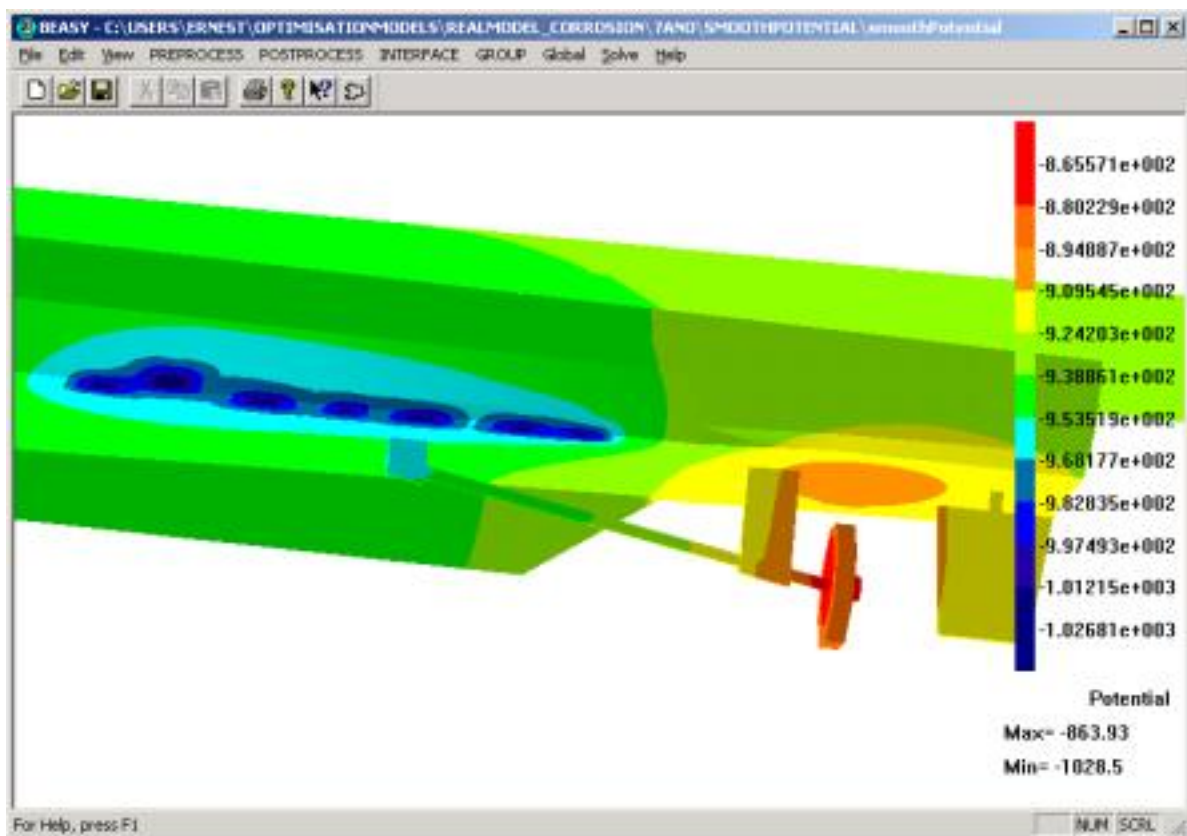 BEASY - C:\USERS\ERNEST\OPTIMISATIONMODELS\REALMODEL_CORROSION\7ANO\SMOOTHPOTENTIAL\smoothPotential
File Edit View PREPROCESS POSTPROCESS INTERFACE GROUP Global Solve Help
-8.65571e+002
-8.80229e+002
-8.94887e+002
-9.09545e+002
-9.24203e+002
-9.38861e+002
-9.53519e+002
-9.68177e+002
-9.82835e+002
-9.97493e+002
-1.01215e+003
-1.02681e+003
Potential
Max= -863.93
Min= -1028.5
For Help, press F1
NUM SCRL